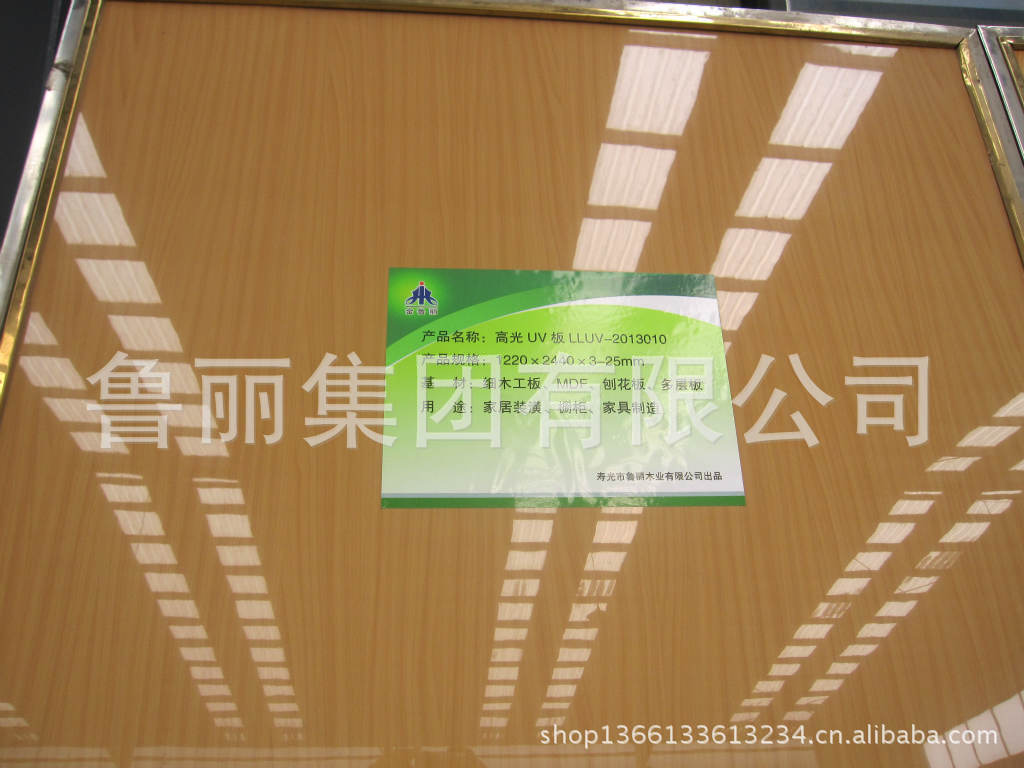 金鲁丽
产品名称：高光 UV 板 LLUV-2013010
产品规格：1220×2440×3-25mm
基 材：细木工板、MDF、刨花板、多层板
用 途：家居装潢、橱柜、家具制造
寿光市鲁丽木业有限公司出品
鲁丽集团有限公司
shop1366133613234.cn.alibaba.com